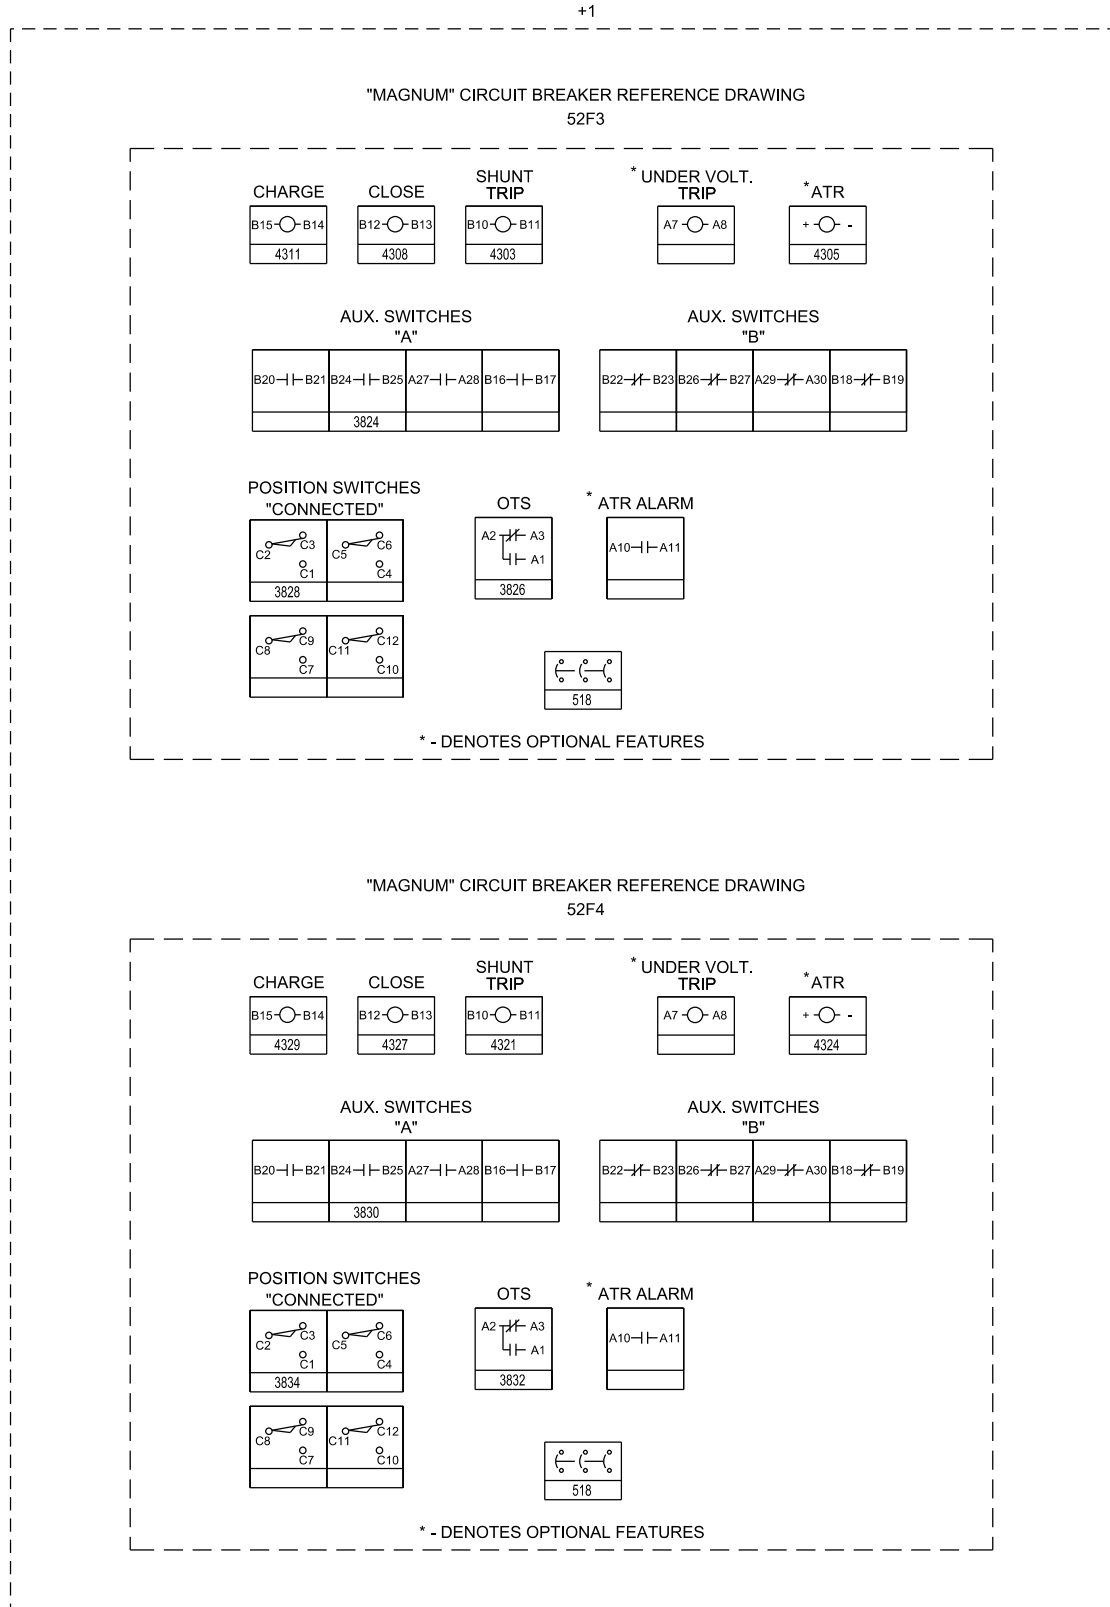 +1
"MAGNUM" CIRCUIT BREAKER REFERENCE DRAWING
52F3
CHARGE
B15 B14
4311
CLOSE
B12 B13
4308
SHUNT
TRIP
B10 B11
4303
* UNDER VOLT.
TRIP
A7 A8
* ATR
+ -
4305
AUX. SWITCHES
"A"
B20 B21 B24 B25 A27 A28 B16 B17
3824
AUX. SWITCHES
"B"
B22 B23 B26 B27 A29 A30 B18 B19
POSITION SWITCHES
"CONNECTED"
C2 C3 C5 C6
C1 C4
3828
C8 C9 C11 C12
C7 C10
OTS
A2 A3
A1
3826
* ATR ALARM
A10 A11
518
* - DENOTES OPTIONAL FEATURES
"MAGNUM" CIRCUIT BREAKER REFERENCE DRAWING
52F4
CHARGE
B15 B14
4329
CLOSE
B12 B13
4327
SHUNT
TRIP
B10 B11
4321
* UNDER VOLT.
TRIP
A7 A8
* ATR
+ -
4324
AUX. SWITCHES
"A"
B20 B21 B24 B25 A27 A28 B16 B17
3830
AUX. SWITCHES
"B"
B22 B23 B26 B27 A29 A30 B18 B19
POSITION SWITCHES
"CONNECTED"
C2 C3 C5 C6
C1 C4
3834
C8 C9 C11 C12
C7 C10
OTS
A2 A3
A1
3832
* ATR ALARM
A10 A11
518
* - DENOTES OPTIONAL FEATURES